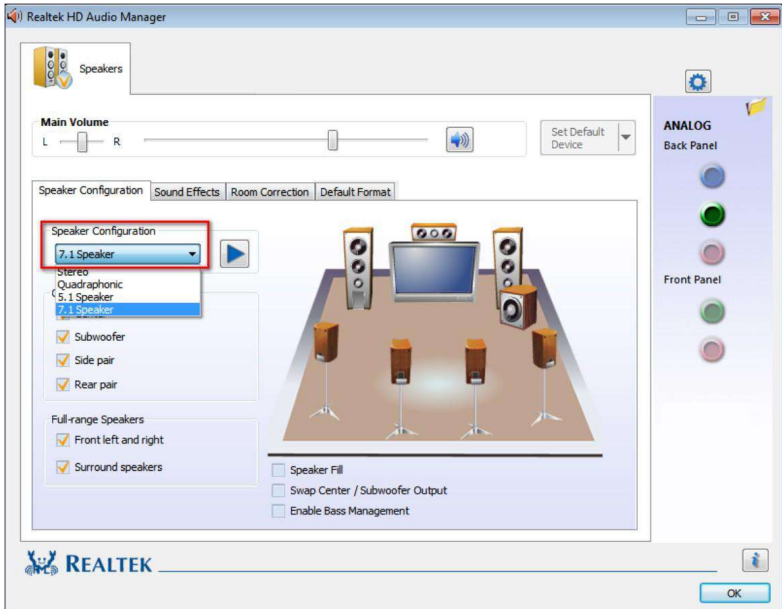 Realtek HD Audio Manager
Speakers
Main Volume
L R
Set Default
Device
Speaker Configuration Sound Effects Room Correction Default Format
Speaker Configuration
7.1 Speaker
Stereo
Quadraphonic
5.1 Speaker
7.1 Speaker
Subwoofer
Side pair
Rear pair
Full-range Speakers
Front left and right
Surround speakers
Speaker Fill
Swap Center / Subwoofer Output
Enable Bass Management
ANALOG
Back Panel
Front Panel
REALTEK
i
OK